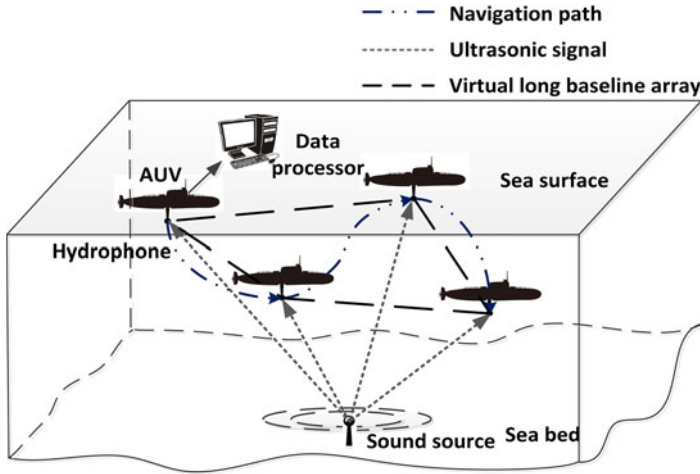 Navigation path
Ultrasonic signal
Virtual long baseline array
AUV
Data
processor
Sea surface
Hydrophone
Sound source
Sea bed